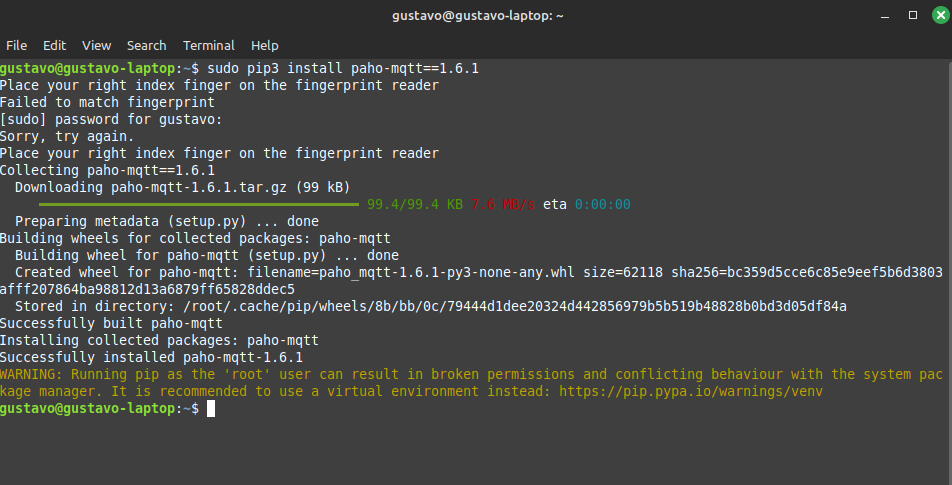 gustavo@gustavo-laptop: ~
File Edit View Search Terminal Help
gustavo@gustavo-laptop:~$ sudo pip3 install paho-mqtt==1.6.1
Place your right index finger on the fingerprint reader
Failed to match fingerprint
[sudo] password for gustavo:
Sorry, try again.
Place your right index finger on the fingerprint reader
Collecting paho-mqtt==1.6.1
  Downloading paho-mqtt-1.6.1.tar.gz (99 kB)
99.4/99.4 KB 7.6 MB/s eta 0:00:00
  Preparing metadata (setup.py) ... done
Building wheels for collected packages: paho-mqtt
  Building wheel for paho-mqtt (setup.py) ... done
  Created wheel for paho-mqtt: filename=paho_mqtt-1.6.1-py3-none-any.whl size=62118 sha256=bc359d5cce6c85e9eef5b6d3803
afff207864ba98812d13a6879ff65828ddec5
  Stored in directory: /root/.cache/pip/wheels/8b/bb/0c/79444d1dee20324d442856979b5b519b48828b0bd3d05df84a
Successfully built paho-mqtt
Installing collected packages: paho-mqtt
Successfully installed paho-mqtt-1.6.1
WARNING: Running pip as the 'root' user can result in broken permissions and conflicting behaviour with the system pac
kage manager. It is recommended to use a virtual environment instead: https://pip.pypa.io/warnings/venv
gustavo@gustavo-laptop:~$